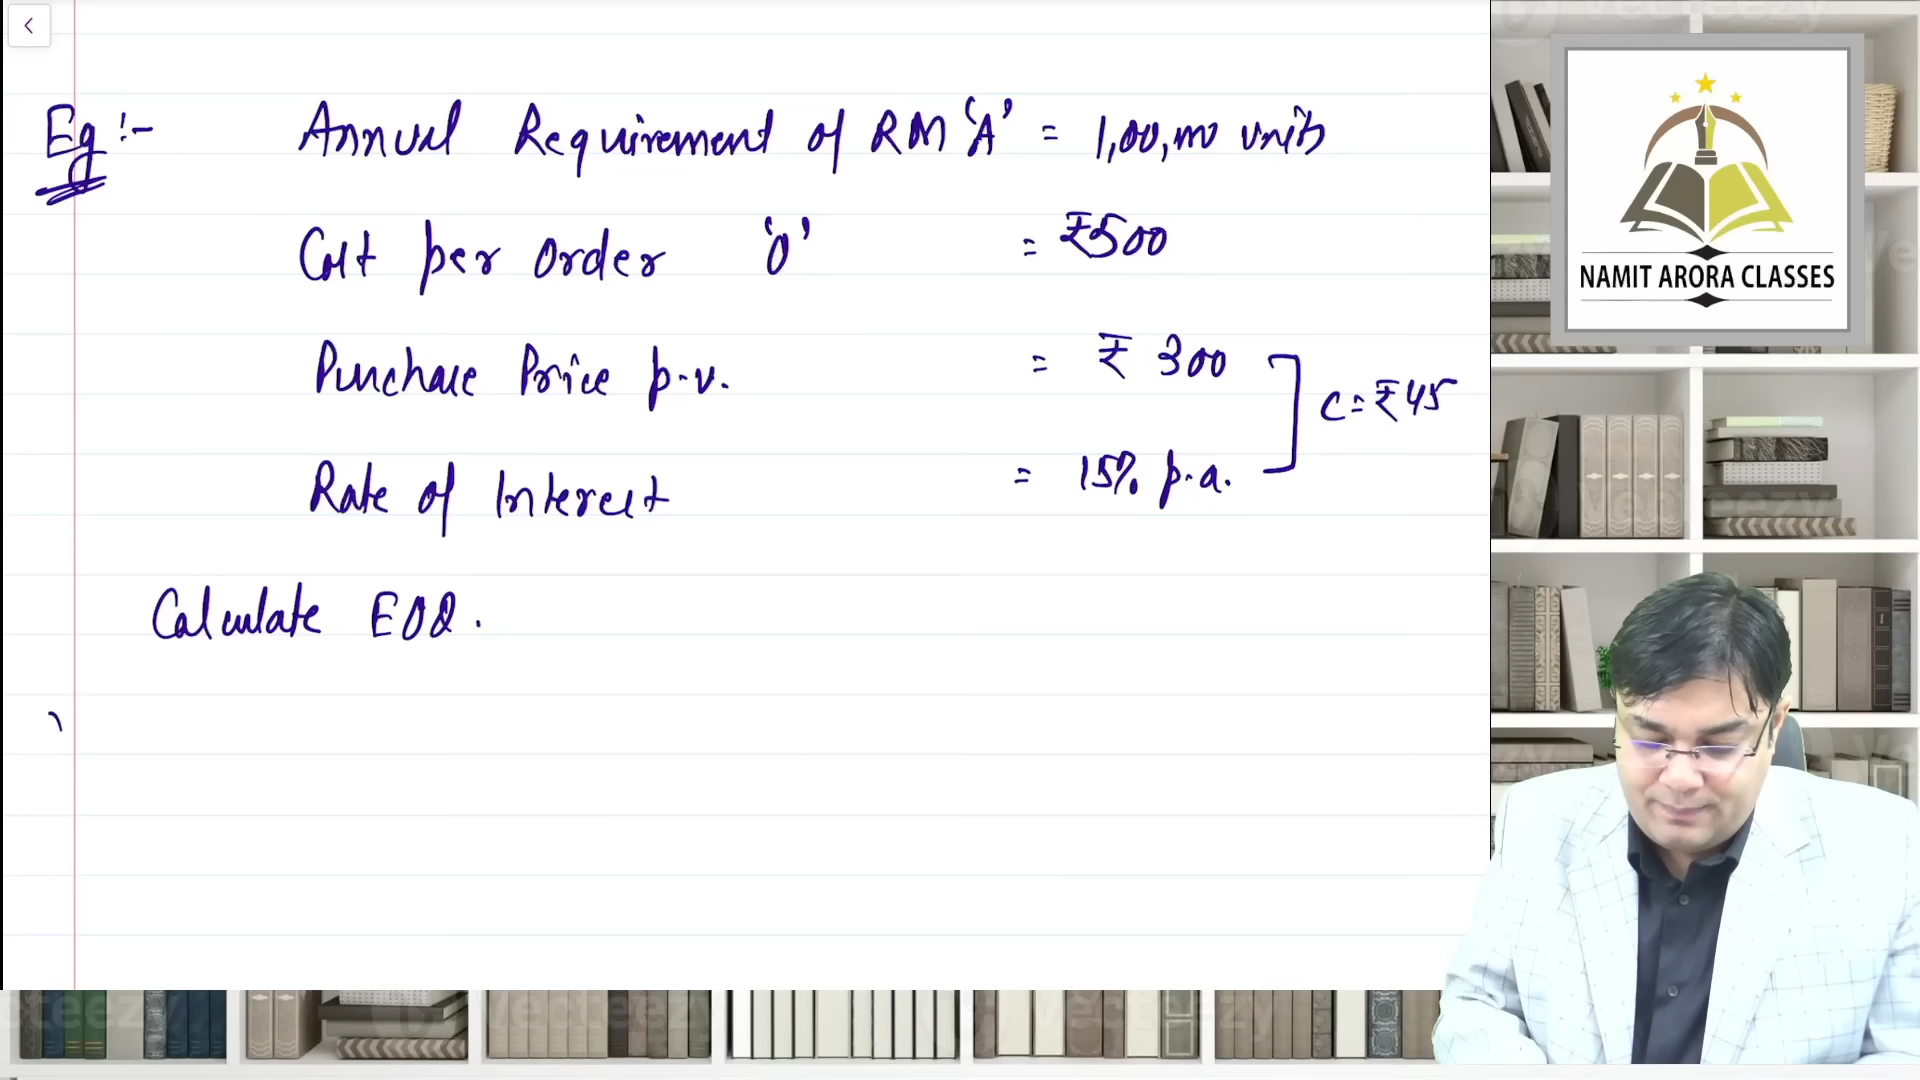 Eg:- Annual Requirement of RM 'A' = 1,00,000 units
Cost per order 'O' = ₹500
Purchase Price p.u. = ₹ 300
C = ₹45
Rate of Interest = 15% p.a.
Calculate EOQ.
NAMIT ARORA CLASSES